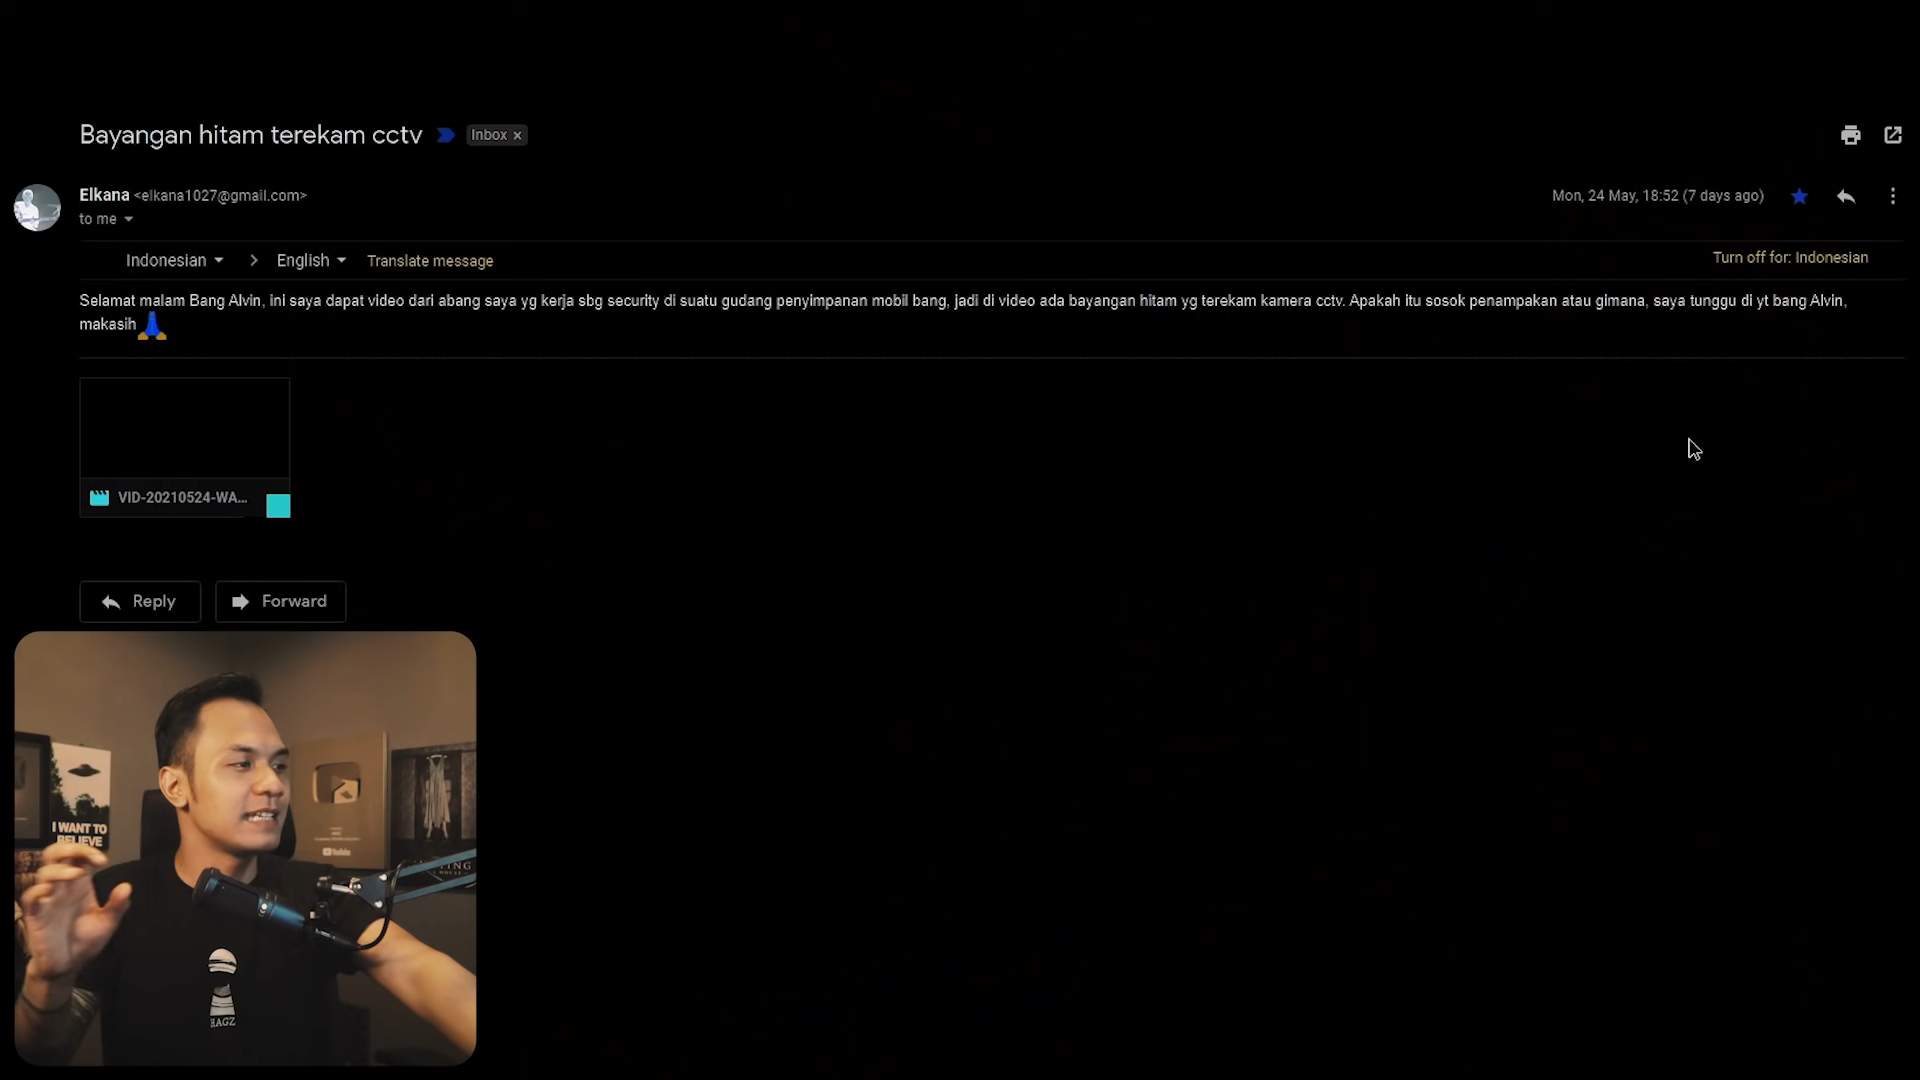 Bayangan hitam terekam cctv Inbox x
Elkana <elkana1027@gmail.com> Mon, 24 May, 18:52 (7 days ago)
to me
Indonesian > English Translate message Turn off for: Indonesian
Selamat malam Bang Alvin, ini saya dapat video dari abang saya yg kerja sbg security di suatu gudang penyimpanan mobil bang, jadi di video ada bayangan hitam yg terekam kamera cctv. Apakah itu sosok penampakan atau gimana, saya tunggu di yt bang Alvin,
makasih
VID-20210524-WA...
Reply Forward
I WANT TO
BELIEVE
YouTube
HAGZ